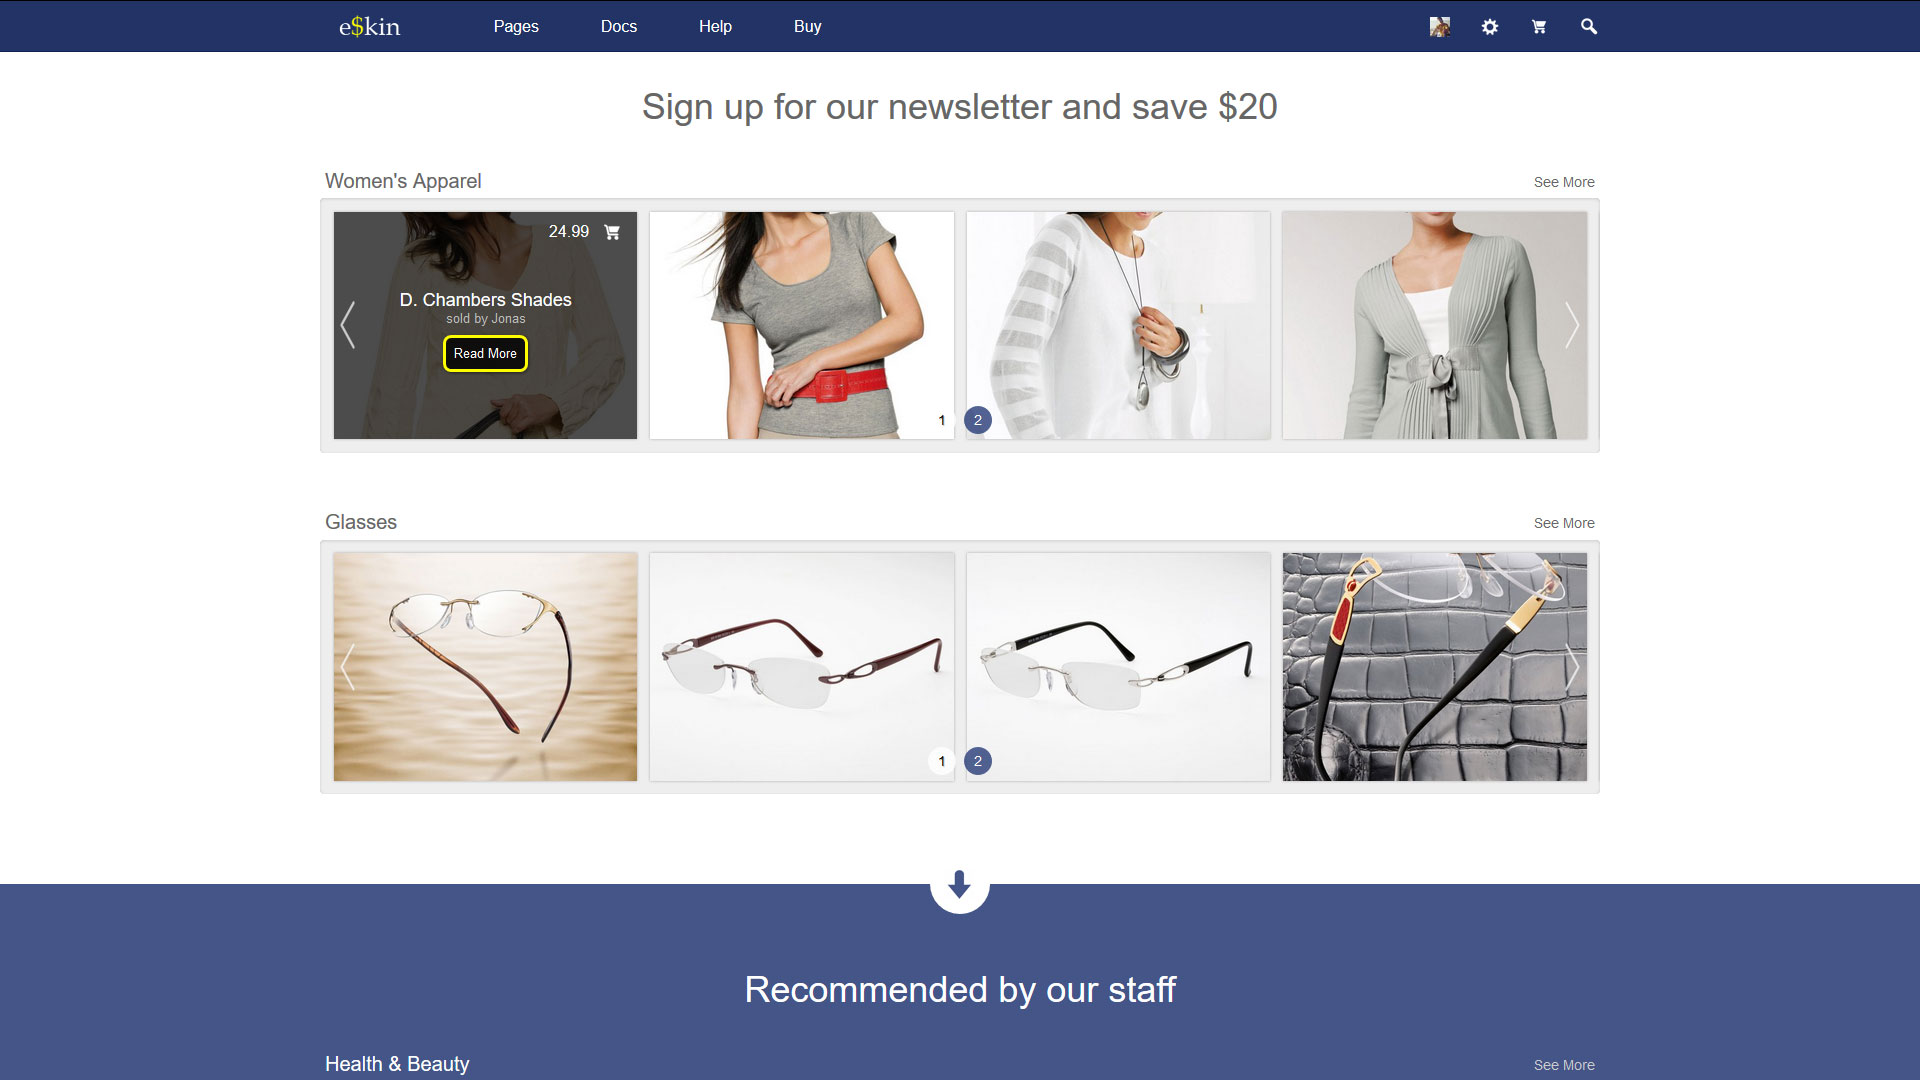 e$kin Pages Docs Help Buy
Sign up for our newsletter and save $20
Women's Apparel See More
24.99
D. Chambers Shades
sold by Jonas
Read More
1 2
Glasses See More
1 2
Recommended by our staff
Health & Beauty See More